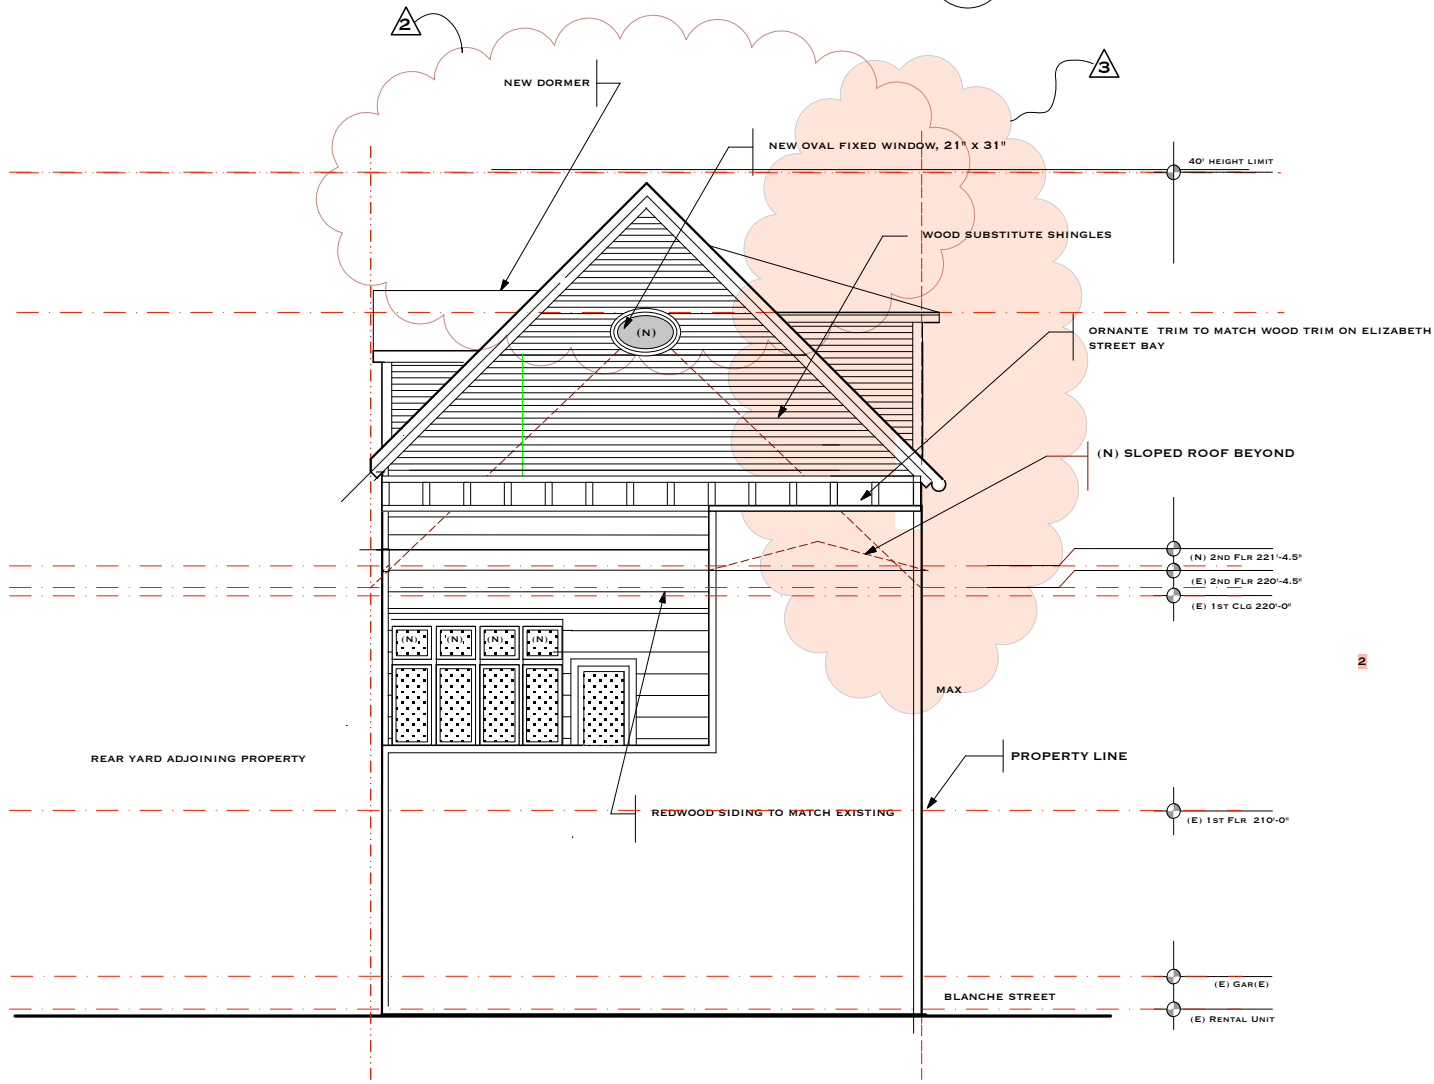 2
3
NEW DORMER
NEW OVAL FIXED WINDOW, 21" X 31"
40' HEIGHT LIMIT
WOOD SUBSTITUTE SHINGLES
(N)
ORNANTE TRIM TO MATCH WOOD TRIM ON ELIZABETH
STREET BAY
(N) SLOPED ROOF BEYOND
(N) 2ND FLR 221'-4.5"
(E) 2ND FLR 220'-4.5"
(E) 1ST CLG 220'-0"
(N) (N) (N) (N)
2
MAX
REAR YARD ADJOINING PROPERTY
PROPERTY LINE
REDWOOD SIDING TO MATCH EXISTING
(E) 1ST FLR 210'-0"
(E) GAR(E)
BLANCHE STREET
(E) RENTAL UNIT